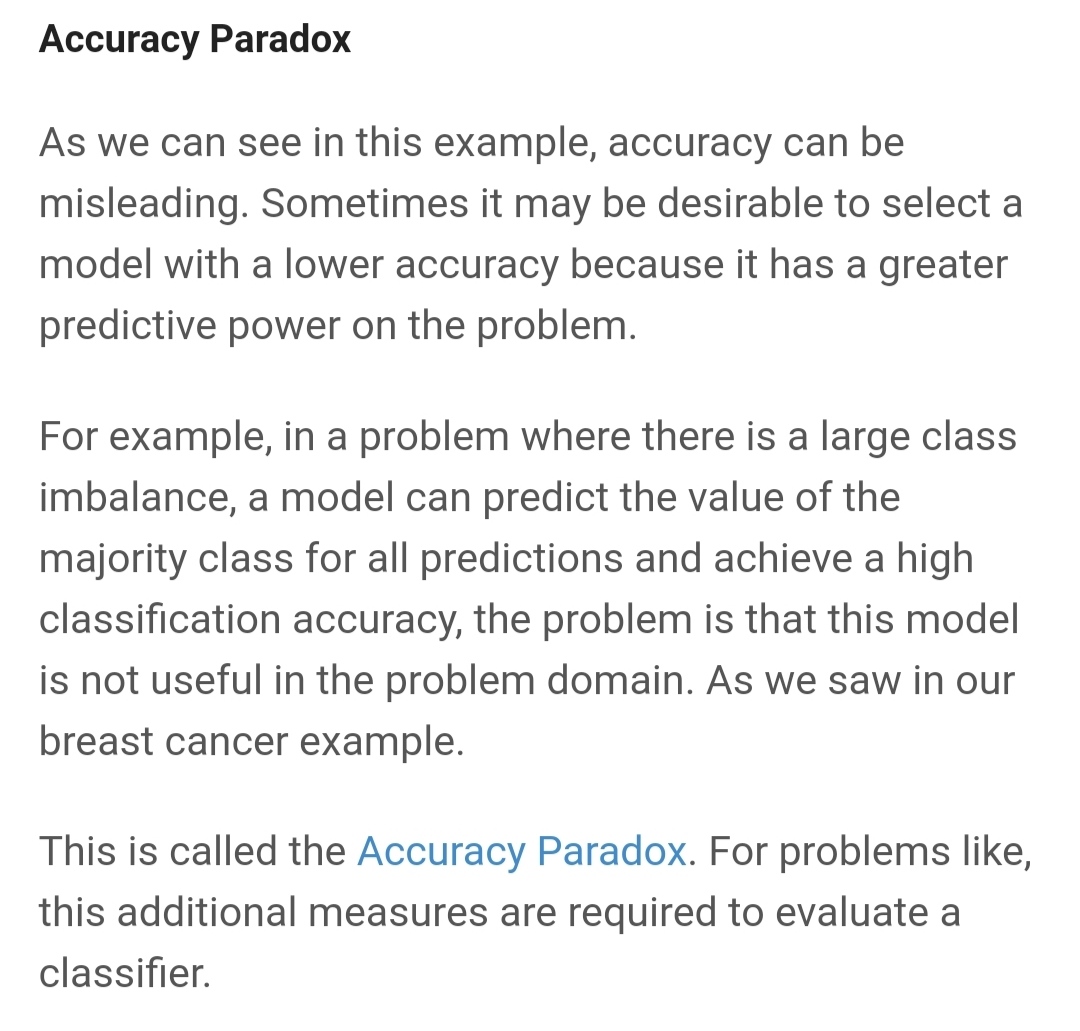 Accuracy Paradox
As we can see in this example, accuracy can be
misleading. Sometimes it may be desirable to select a
model with a lower accuracy because it has a greater
predictive power on the problem.
For example, in a problem where there is a large class
imbalance, a model can predict the value of the
majority class for all predictions and achieve a high
classification accuracy, the problem is that this model
is not useful in the problem domain. As we saw in our
breast cancer example.
This is called the Accuracy Paradox. For problems like,
this additional measures are required to evaluate a
classifier.